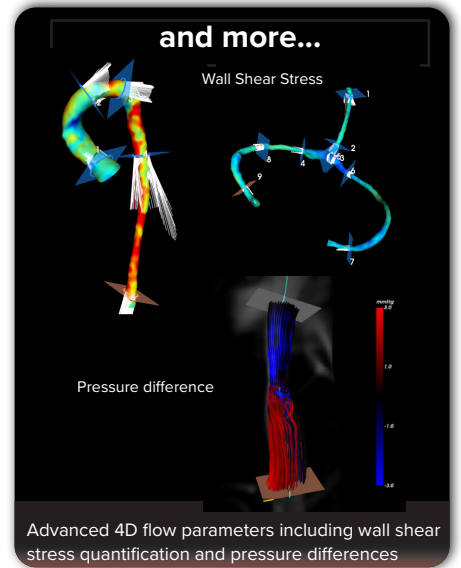 and more...
Wall Shear Stress
1
2
3
4
6
7
8
9
Pressure difference
mmHg
3.0
1.0
-1.0
-3.0
Advanced 4D flow parameters including wall shear
stress quantification and pressure differences